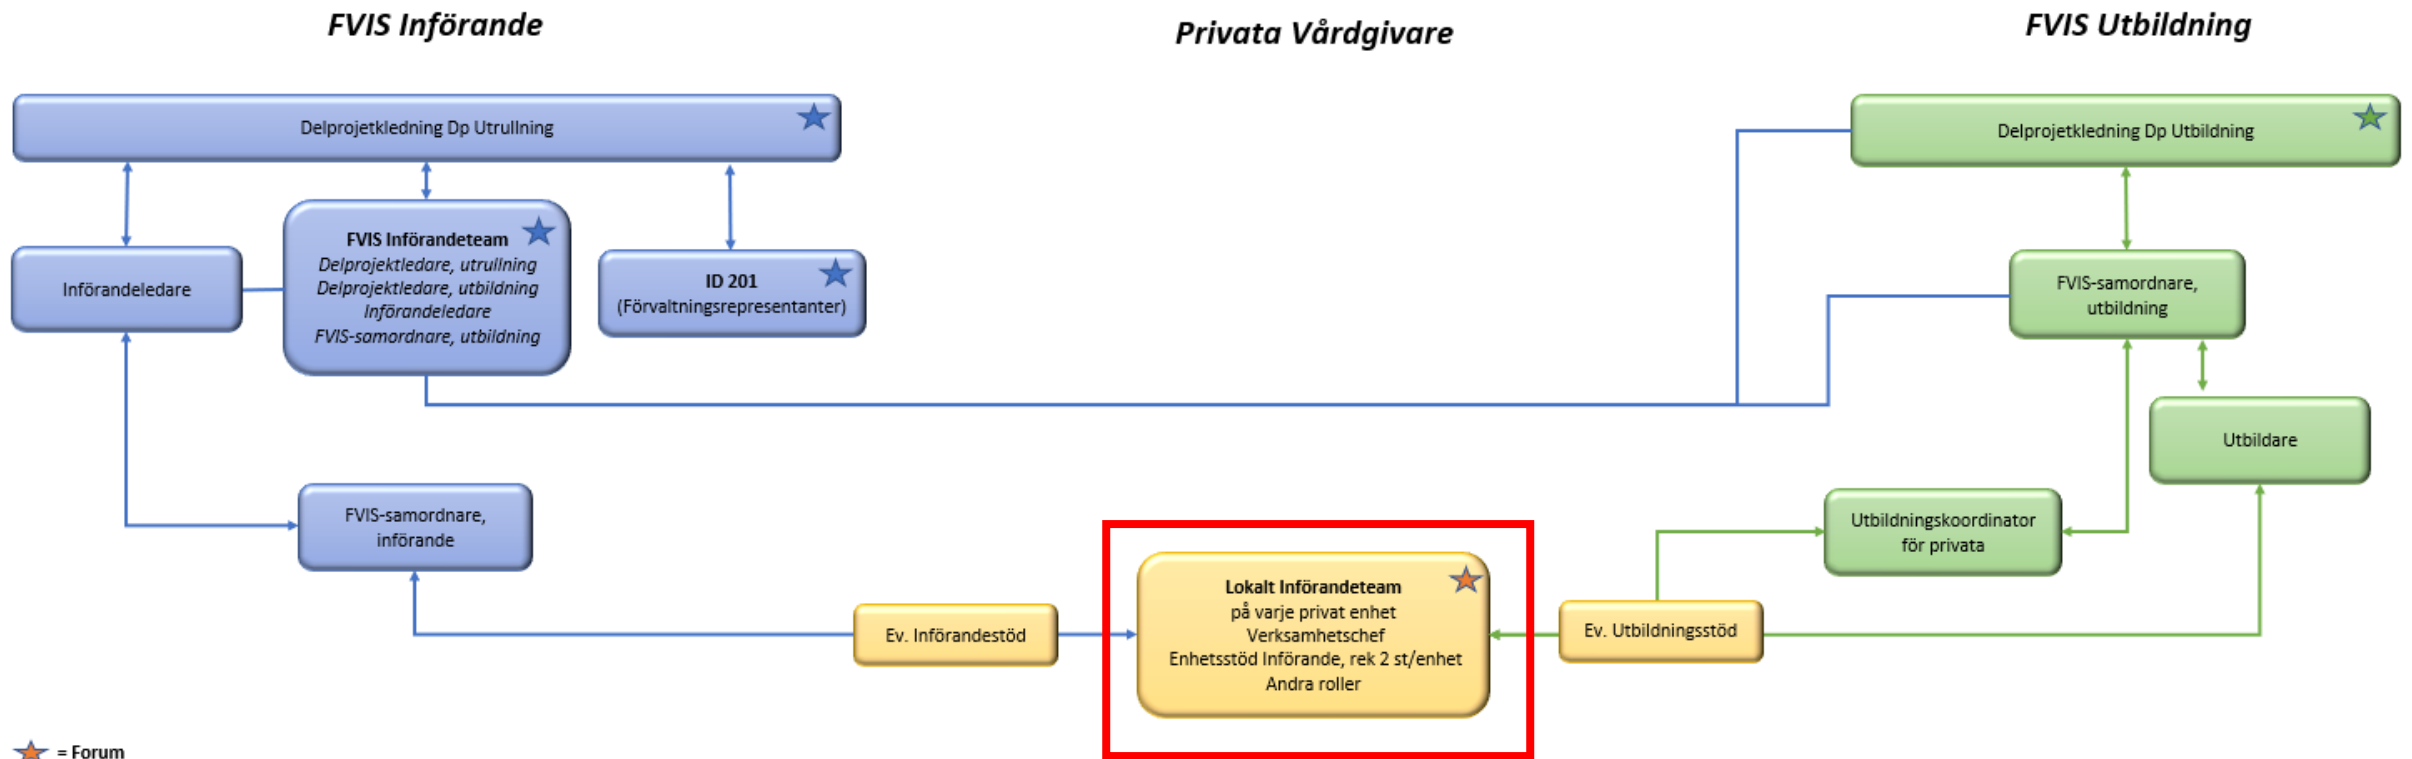 FVIS Införande
Privata Vårdgivare
FVIS Utbildning
Delprojetkledning Dp Utrullning
Delprojetkledning Dp Utbildning
FVIS Införandeteam
Delprojektledare, utrullning
Delprojektledare, utbildning
Införandeledare
FVIS-samordnare, utbildning
Införandeledare
ID 201
(Förvaltningsrepresentanter)
FVIS-samordnare,
utbildning
Utbildare
FVIS-samordnare,
införande
Utbildningskoordinator
för privata
Ev. Införandestöd
Lokalt Införandeteam
på varje privat enhet
Verksamhetschef
Enhetsstöd Införande, rek 2 st/enhet
Andra roller
Ev. Utbildningsstöd
= Forum